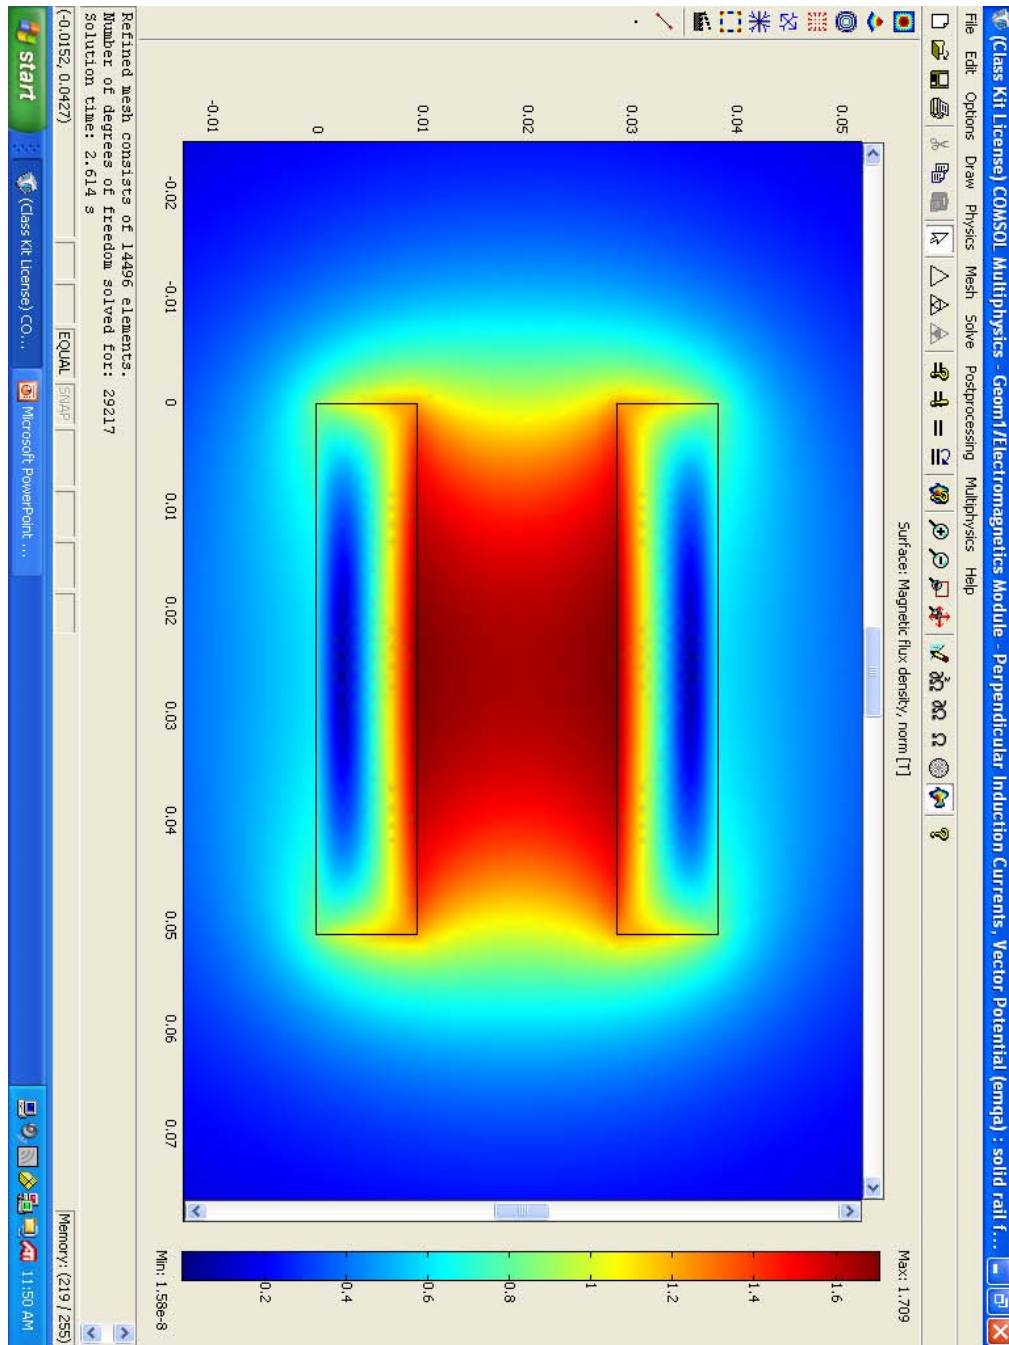 (Class Kit License) COMSOL Multiphysics - Geom1/Electromagnetics Module - Perpendicular Induction Currents, Vector Potential (emqa) : solid rail f...
File Edit Options Draw Physics Mesh Solve Postprocessing Multiphysics Help
Surface: Magnetic flux density, norm [T]
Max: 1.709
0.05
0.04
0.03
0.02
0.01
0
-0.01
-0.02 -0.01 0 0.01 0.02 0.03 0.04 0.05 0.06 0.07
1.6
1.4
1.2
1
0.8
0.6
0.4
0.2
Min: 1.58e-8
Refined mesh consists of 14496 elements.
Number of degrees of freedom solved for: 29217
Solution time: 2.614 s
(-0.0152, 0.0427) EQUAL SNAP Memory: (219 / 255)
start (Class Kit License) CO... Microsoft PowerPoint ... 11:50 AM